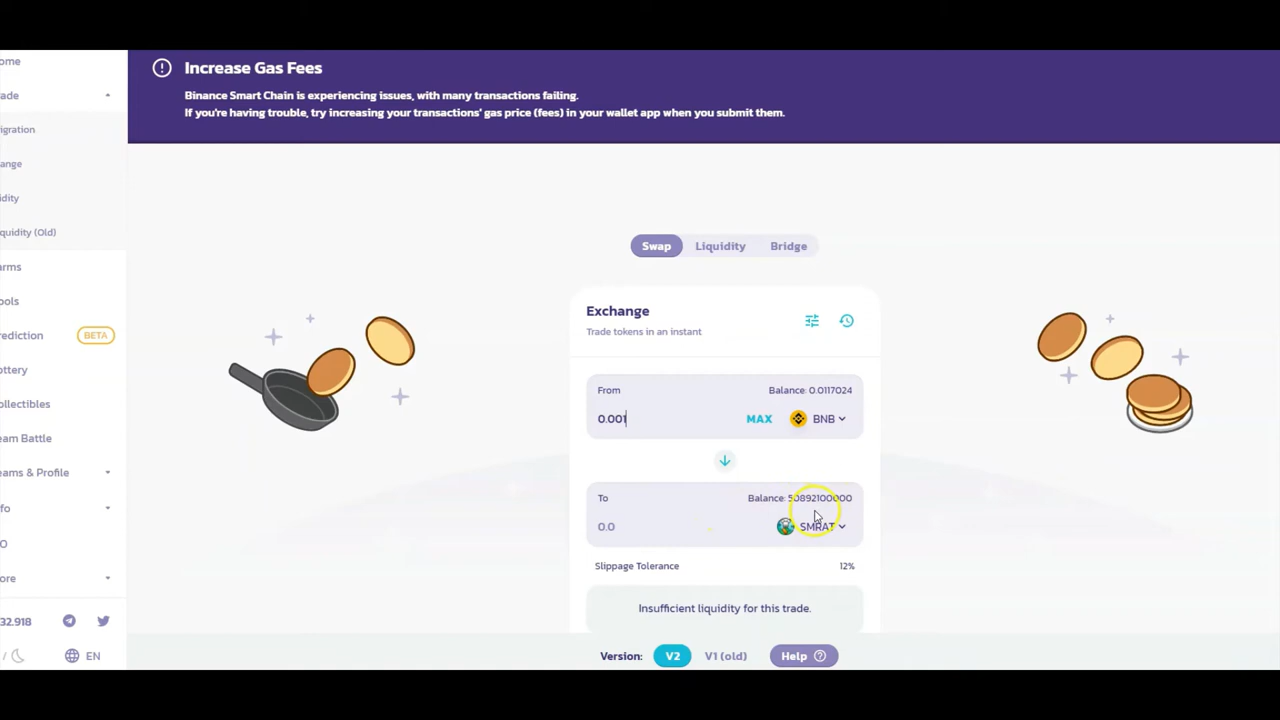 Increase Gas Fees
Binance Smart Chain is experiencing issues, with many transactions failing.
If you're having trouble, try increasing your transactions' gas price (fees) in your wallet app when you submit them.
ome
rade
igration
ange
idity
quidity (Old)
arms
ools
rediction BETA
ottery
ollectibles
eam Battle
eams & Profile
fo
O
ore
32.918
/
EN
Swap Liquidity Bridge
Exchange
Trade tokens in an instant
From Balance: 0.0117024
0.001 MAX BNB
To Balance: 50892100000
0.0 SMRAT
Slippage Tolerance 12%
Insufficient liquidity for this trade.
Version: V2 V1 (old) Help ?